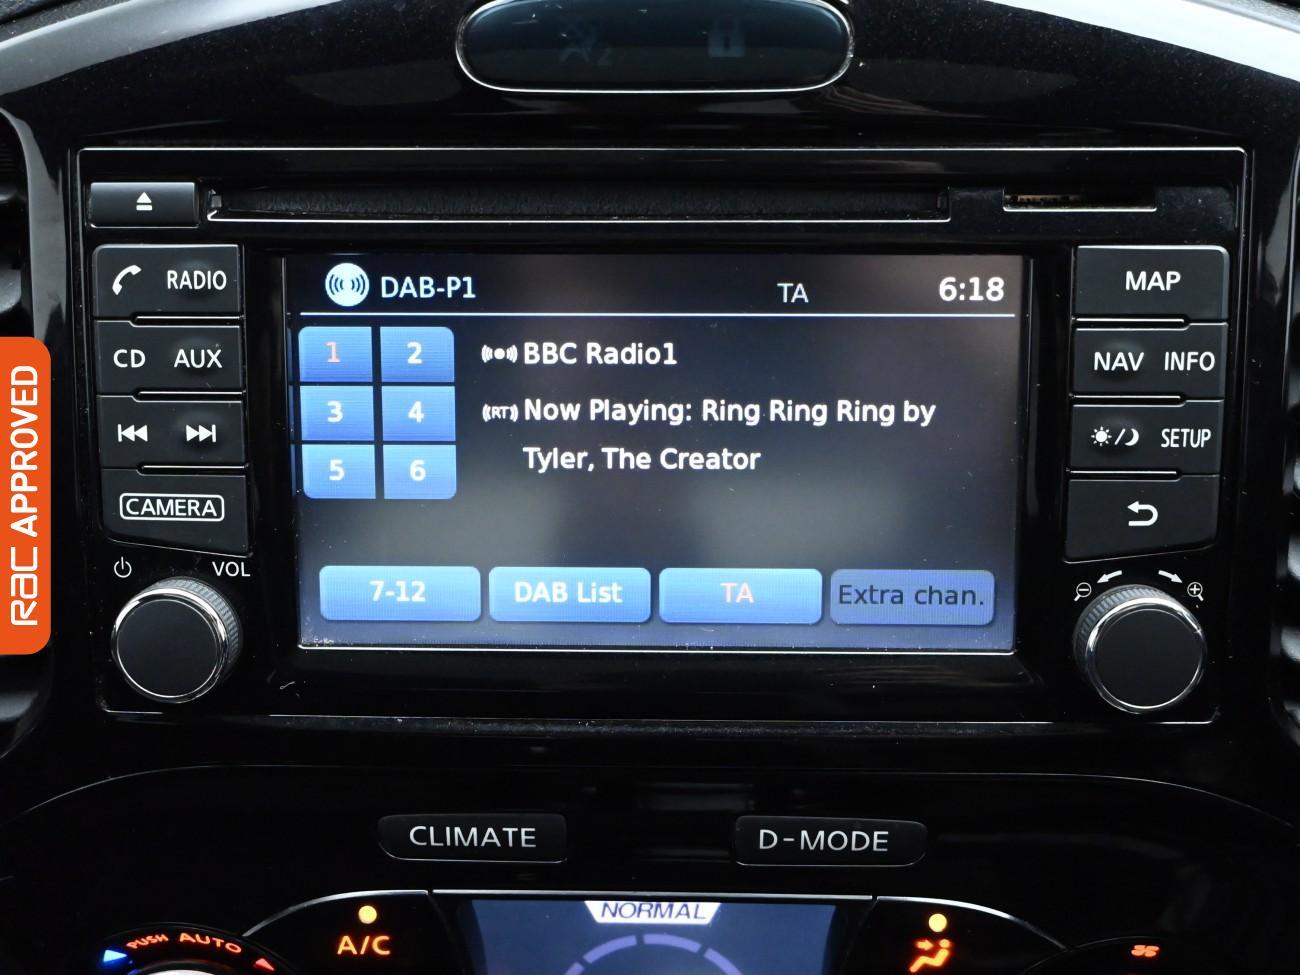 DAB-P1 TA 6:18
RADIO
MAP
1 2
BBC Radio1
CD AUX
NAV INFO
3 4
(RT) Now Playing: Ring Ring Ring by
Tyler, The Creator
SETUP
5 6
CAMERA
VOL
7-12 DAB List TA Extra chan.
RAC APPROVED
CLIMATE D-MODE
NORMAL
PUSH AUTO
A/C